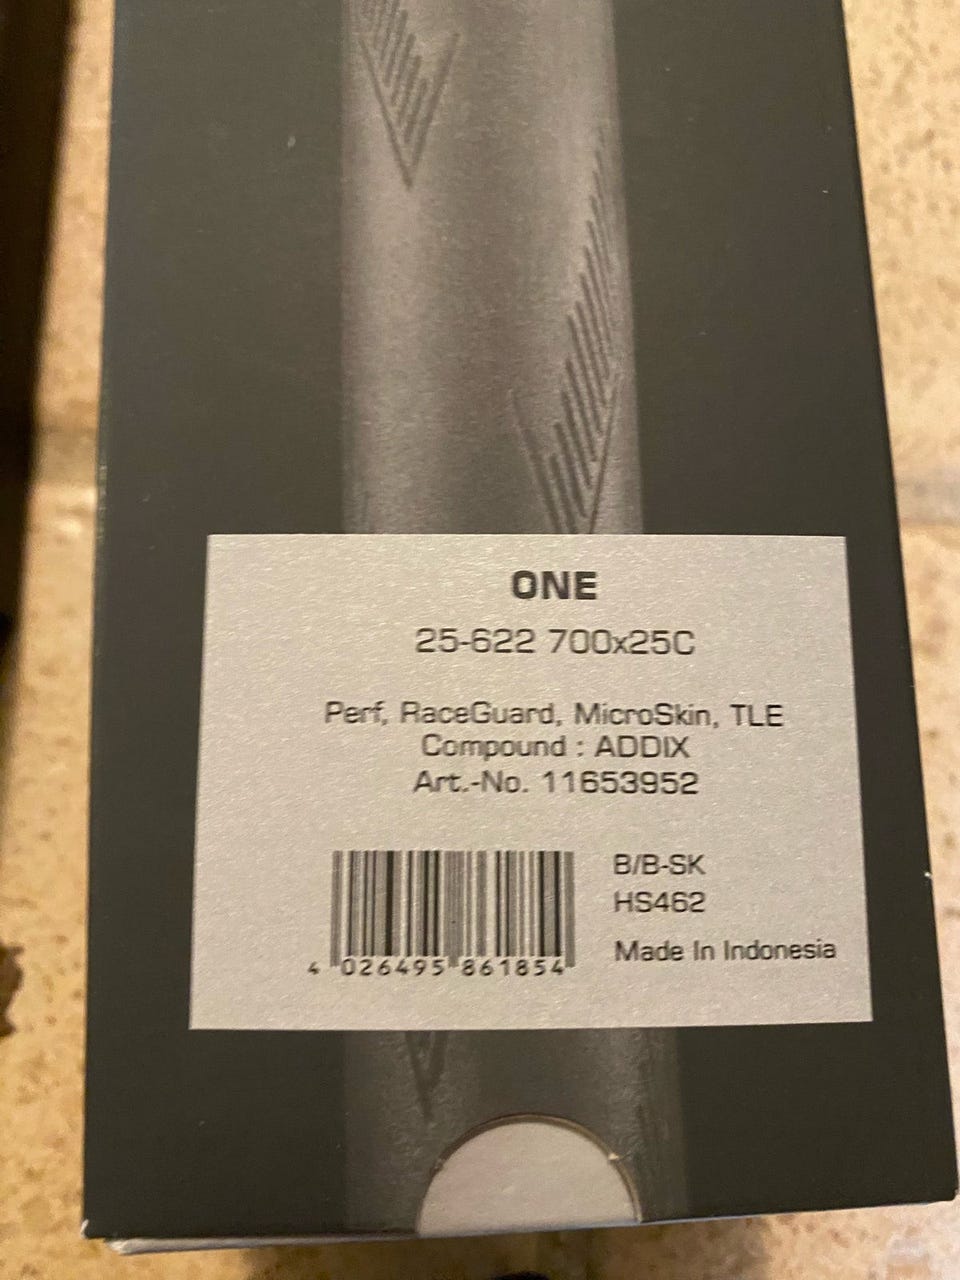 ONE
25-622 700x25C
Perf, RaceGuard, MicroSkin, TLE
Compound : ADDIX
Art.-No. 11653952
B/B-SK
HS462
Made In Indonesia
4 026495 861854